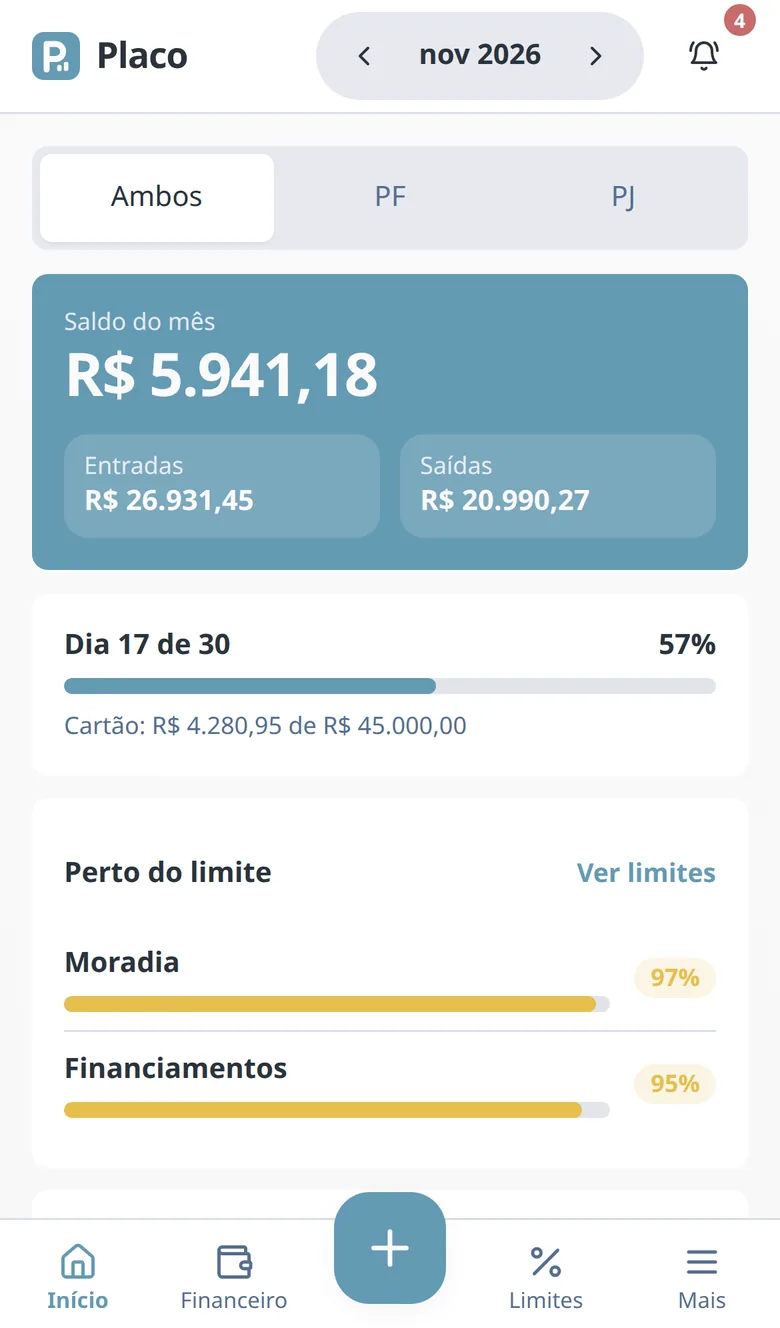 Placo
nov 2026
4
Ambos
PF
PJ
Saldo do mês
R$ 5.941,18
Entradas
R$ 26.931,45
Saídas
R$ 20.990,27
Dia 17 de 30
57%
Cartão: R$ 4.280,95 de R$ 45.000,00
Perto do limite
Ver limites
Moradia
97%
Financiamentos
95%
Início
Financeiro
Limites
Mais